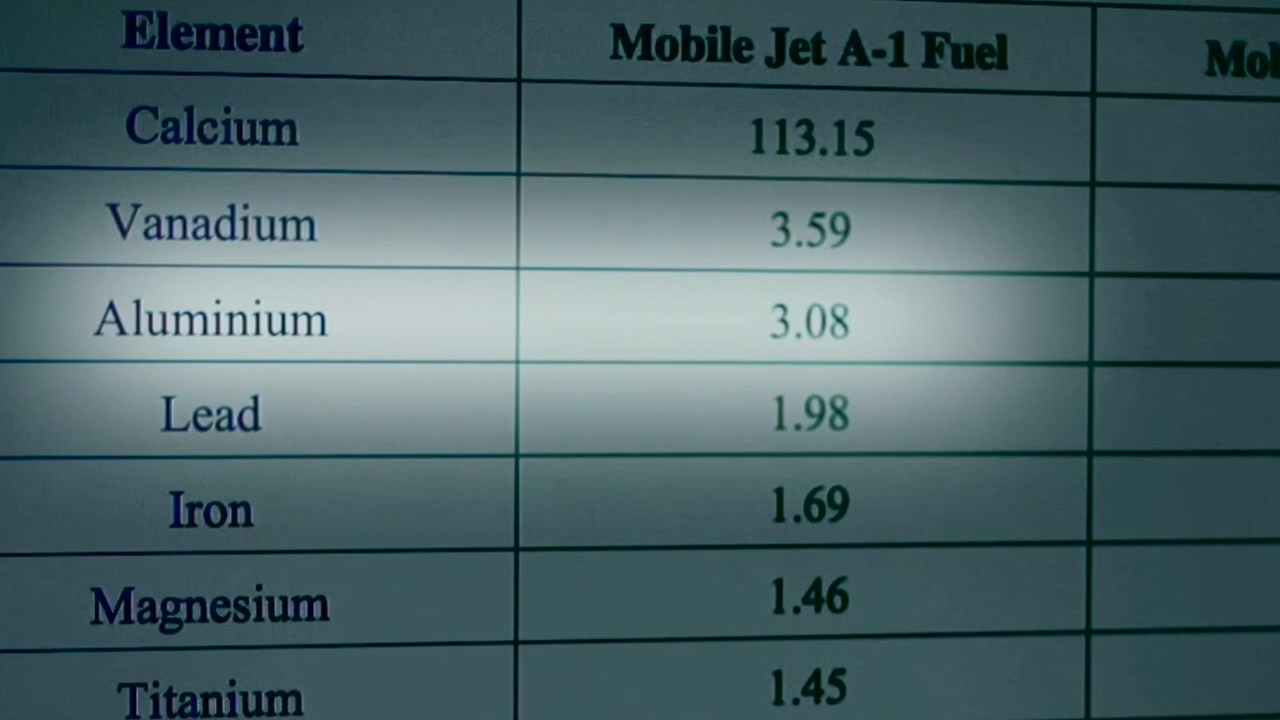 Element Mobile Jet A-1 Fuel
Calcium 113.15
Vanadium 3.59
Aluminium 3.08
Lead 1.98
Iron 1.69
Magnesium 1.46
Titanium 1.45